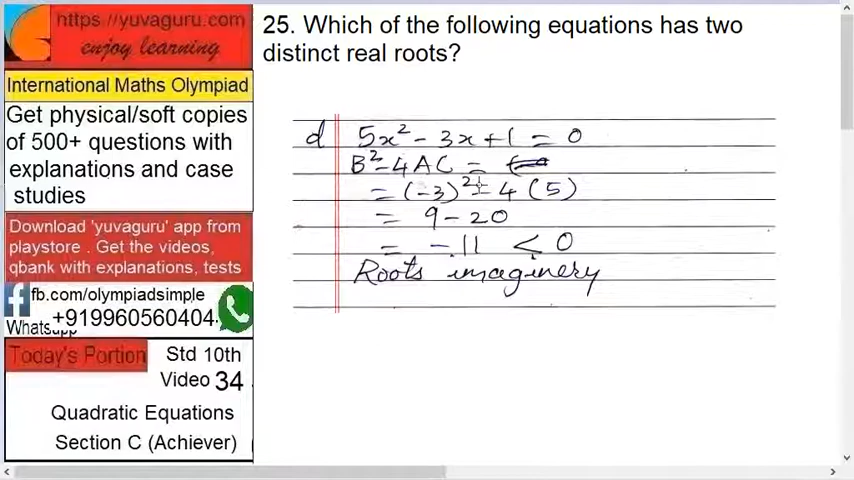 https://yuvaguru.com
enjoy learning
International Maths Olympiad
Get physical/soft copies
of 500+ questions with
explanations and case
studies
Download 'yuvaguru' app from
playstore . Get the videos,
qbank with explanations, tests
fb.com/olympiadsimple
Whatsapp +919960560404
Today's Portion
Std 10th
Video 34
Quadratic Equations
Section C (Achiever)
25. Which of the following equations has two
distinct real roots?
d 5x² - 3x + 1 = 0
B² - 4AC =
= (-3)² - 4 (5)
= 9 - 20
= - 11 < 0
Roots imaginery